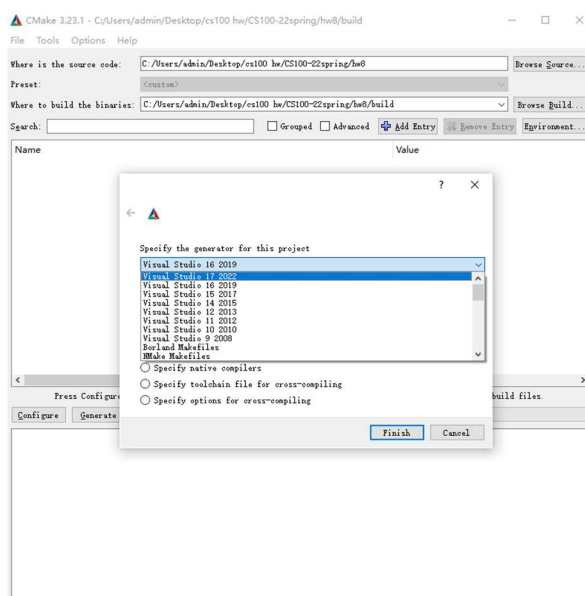 CMake 3.23.1 - C:/Users/admin/Desktop/cs100 hw/CS100-22spring/hw8/build
File Tools Options Help
Where is the source code: C:/Users/admin/Desktop/cs100 hw/CS100-22spring/hw8 Browse Source...
Preset: <custom>
Where to build the binaries: C:/Users/admin/Desktop/cs100 hw/CS100-22spring/hw8/build Browse Build...
Search: Grouped Advanced Add Entry Remove Entry Environment...
Name Value
? ×
Specify the generator for this project
Visual Studio 16 2019
Visual Studio 17 2022
Visual Studio 16 2019
Visual Studio 15 2017
Visual Studio 14 2015
Visual Studio 12 2013
Visual Studio 11 2012
Visual Studio 10 2010
Visual Studio 9 2008
Borland Makefiles
NMake Makefiles
Specify native compilers
Specify toolchain file for cross-compiling
Specify options for cross-compiling
Press Configure build files.
Configure Generate
Finish Cancel